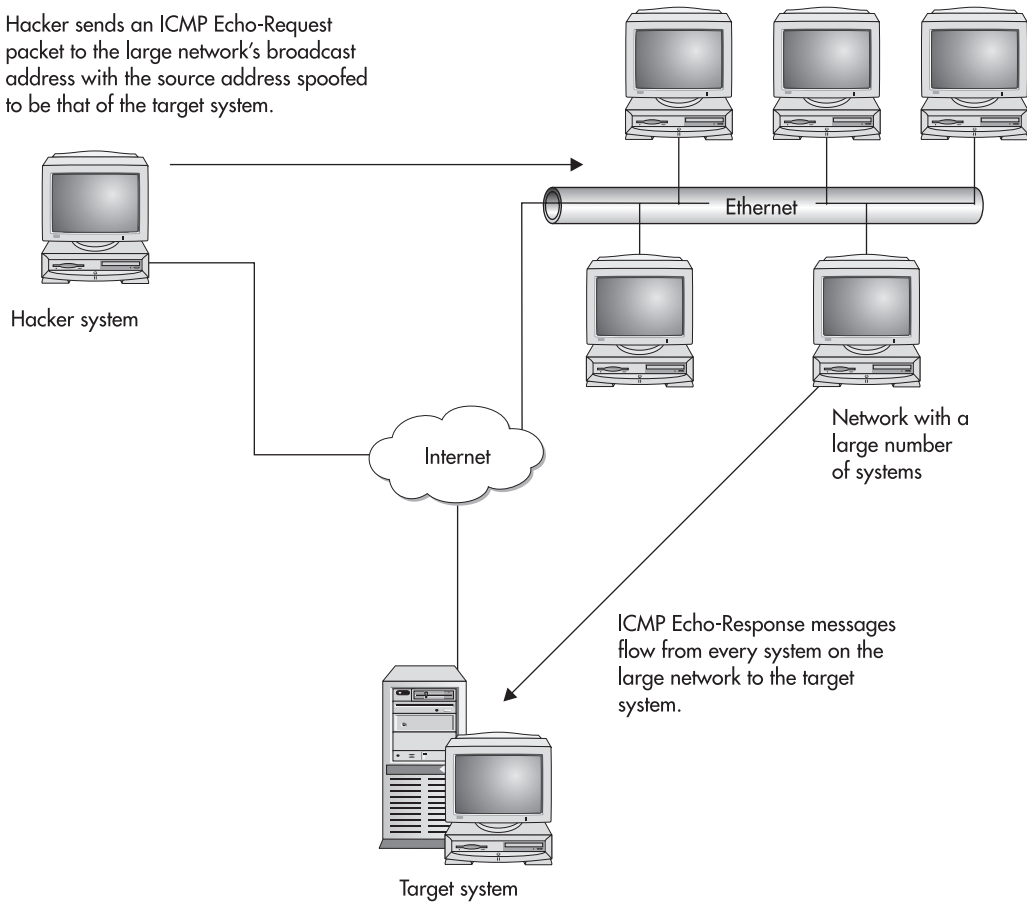 Hacker sends an ICMP Echo-Request
packet to the large network's broadcast
address with the source address spoofed
to be that of the target system.
Ethernet
Hacker system
Internet
Network with a
large number
of systems
ICMP Echo-Response messages
flow from every system on the
large network to the target
system.
Target system